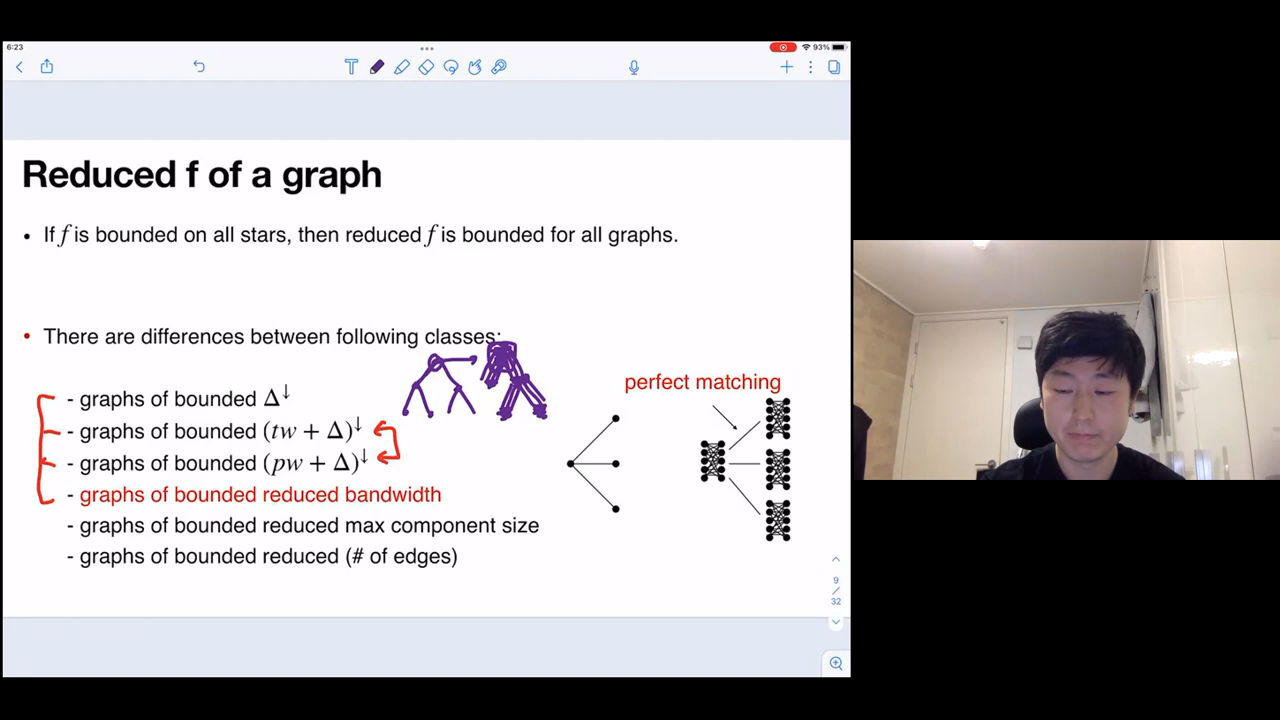 6:23
93%
Reduced f of a graph
• If f is bounded on all stars, then reduced f is bounded for all graphs.
• There are differences between following classes:
- graphs of bounded Δ↓
- graphs of bounded (tw + Δ)↓
- graphs of bounded (pw + Δ)↓
- graphs of bounded reduced bandwidth
- graphs of bounded reduced max component size
- graphs of bounded reduced (# of edges)
perfect matching
9
/
32